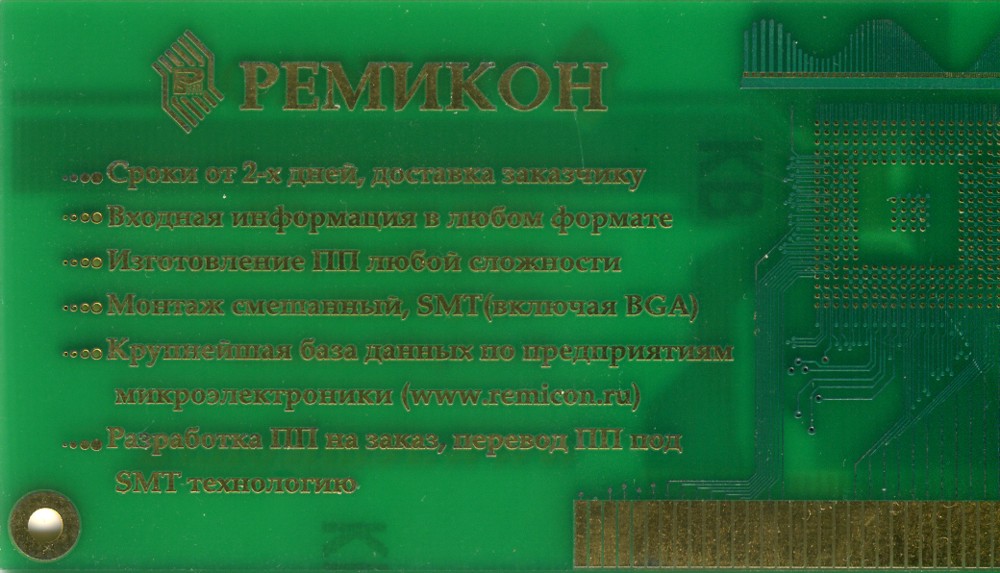 РЕМИКОН
Сроки от 2-х дней, доставка заказчику
Входная информация в любом формате
Изготовление ПП любой сложности
Монтаж смешанный, SMT(включая BGA)
Крупнейшая база данных по предприятиям
микроэлектроники (www.remicon.ru)
Разработка ПП на заказ, перевод ПП под
SMT технологию